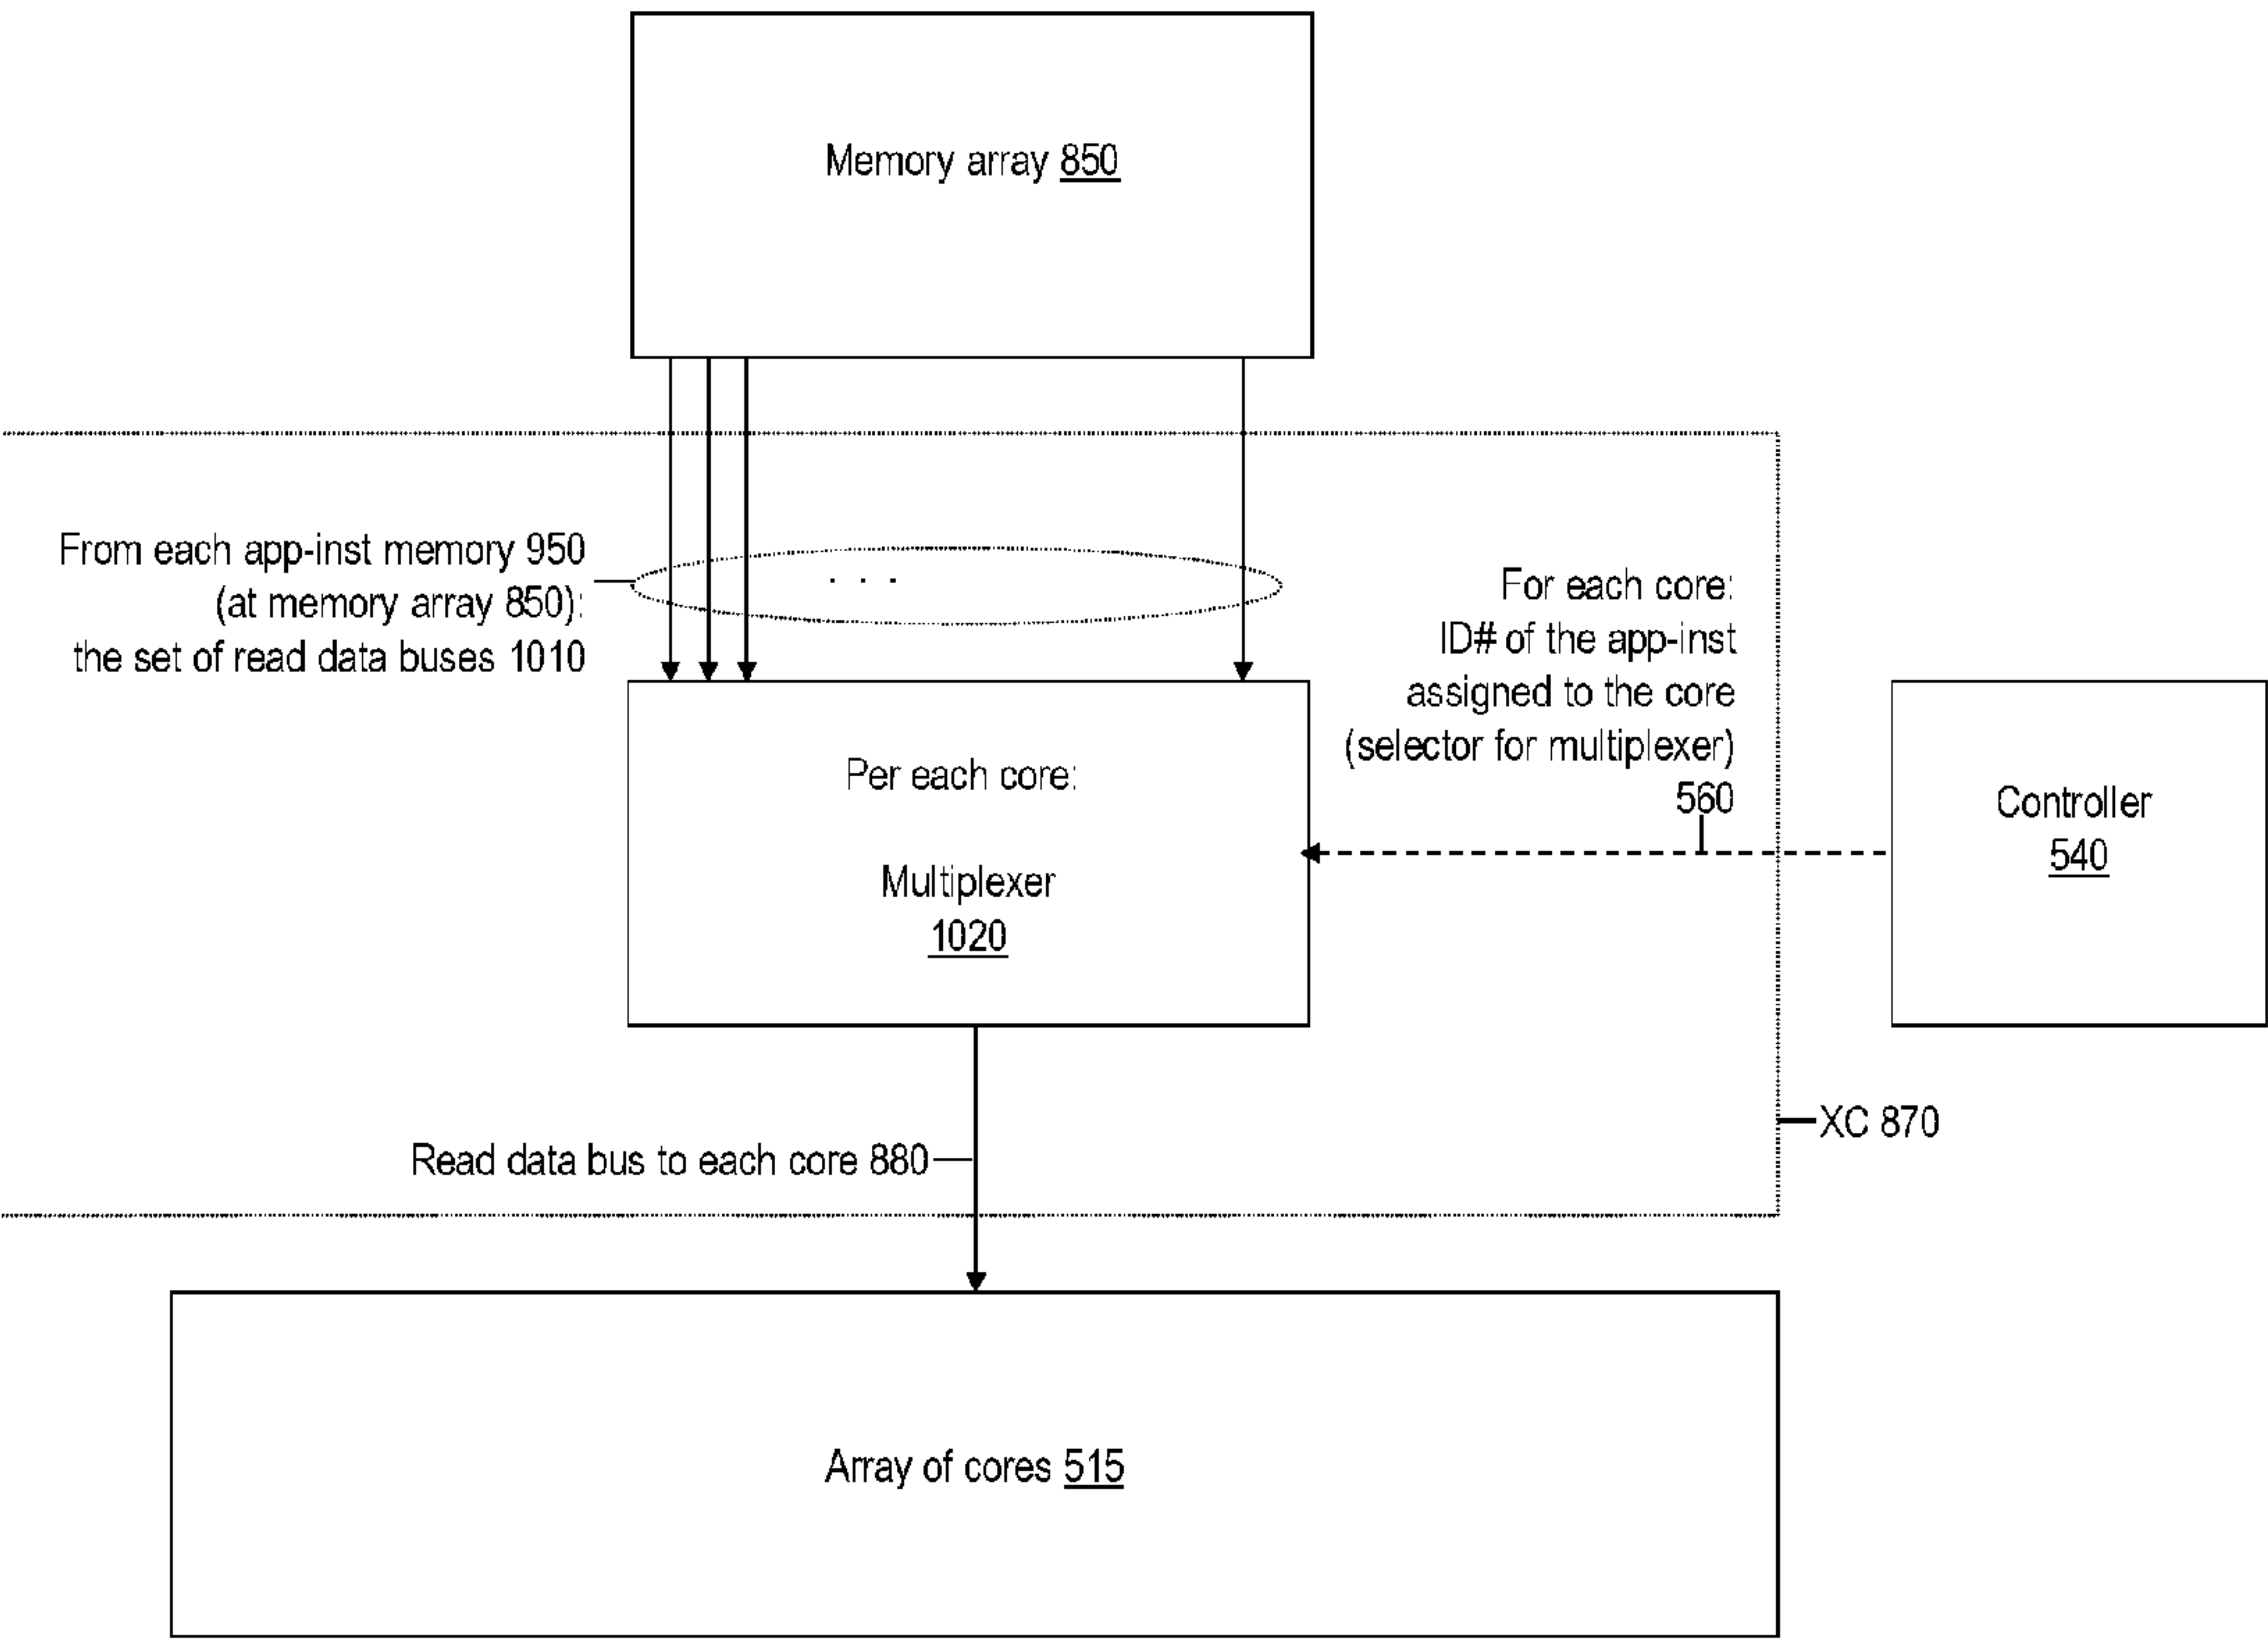 Memory array 850
From each app-inst memory 950
(at memory array 850):
the set of read data buses 1010
. . .
For each core:
ID# of the app-inst
assigned to the core
(selector for multiplexer)
560
Per each core:
Multiplexer
1020
Controller
540
XC 870
Read data bus to each core 880
Array of cores 515